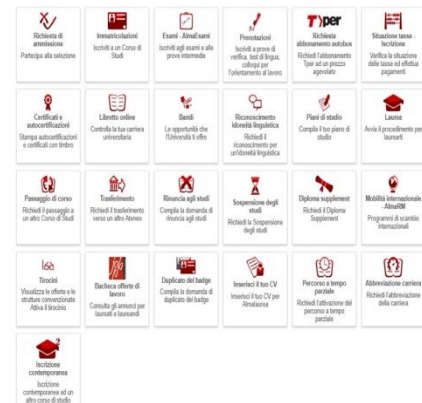 Richiesta di
ammissione
Partecipa alla selezione
Immatricolazioni
Iscriviti a un Corso di
Studi
Esami - AlmaEsami
Iscriviti agli esami e alle
prove intermedie
Prenotazioni
Iscriviti a prove di
verifica, test di lingua,
colloqui per
l'orientamento al lavoro
T>per
Richiesta
abbonamento autobus
Richiedi l'abbonamento
Tper ad un prezzo
agevolato
Situazione tasse -
Iscrizione
Verifica la situazione
delle tasse ed effettua
pagamenti
Certificati e
autocertificazioni
Stampa autocertificazioni
e certificati con timbro
Libretto online
Controlla la tua carriera
universitaria
Bandi
Le opportunità che
l'Università ti offre
Riconoscimento
idoneità linguistica
Richiedi il
riconoscimento per
un'idoneità linguistica
Piani di studio
Compila il tuo piano di
studio
Laurea
Avvia il procedimento per
laurearti
Passaggio di corso
Richiedi il passaggio a
un altro Corso di Studi
Trasferimento
Richiedi il trasferimento
verso un altro Ateneo
Rinuncia agli studi
Compila la domanda di
rinuncia agli studi
Sospensione degli
studi
Richiedi la Sospensione
degli studi
Diploma supplement
Richiedi il Diploma
Supplement
Mobilità internazionale
- AlmaRM
Programmi di scambio
internazionali
Tirocini
Visualizza le offerte e le
strutture convenzionate
Attiva il tirocinio
Bacheca offerte di
lavoro
Consulta gli annunci per
laureati e laureandi
Duplicato del badge
Compila la domanda di
duplicato del badge
Inserisci il tuo CV
Inserisci il tuo CV per
Almalaurea
Percorso a tempo
parziale
Richiedi l'attivazione del
percorso a tempo
parziale
Abbreviazione carriera
Richiedi l'abbreviazione
della carriera
Iscrizione
contemporanea
Iscrizione
contemporanea ed un
altro corso di studio